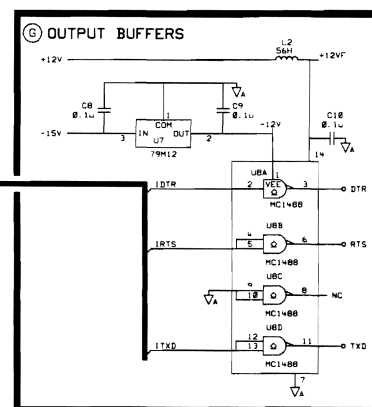 G OUTPUT BUFFERS
L2
56H
+12V +12VF
A
C8
0.1u
C9
0.1u
1
COM
-15V 3 IN OUT 2 -12V
U7
79M12
C10
0.1u
A
14
U8A
1
VEE
IDTR 2 3 DTR
MC1488
U8B
4
IRTS 5 6 RTS
MC1488
U8C
9
A 10 8 NC
MC1488
U8D
12
ITXD 13 11 TXD
MC1488
7
A